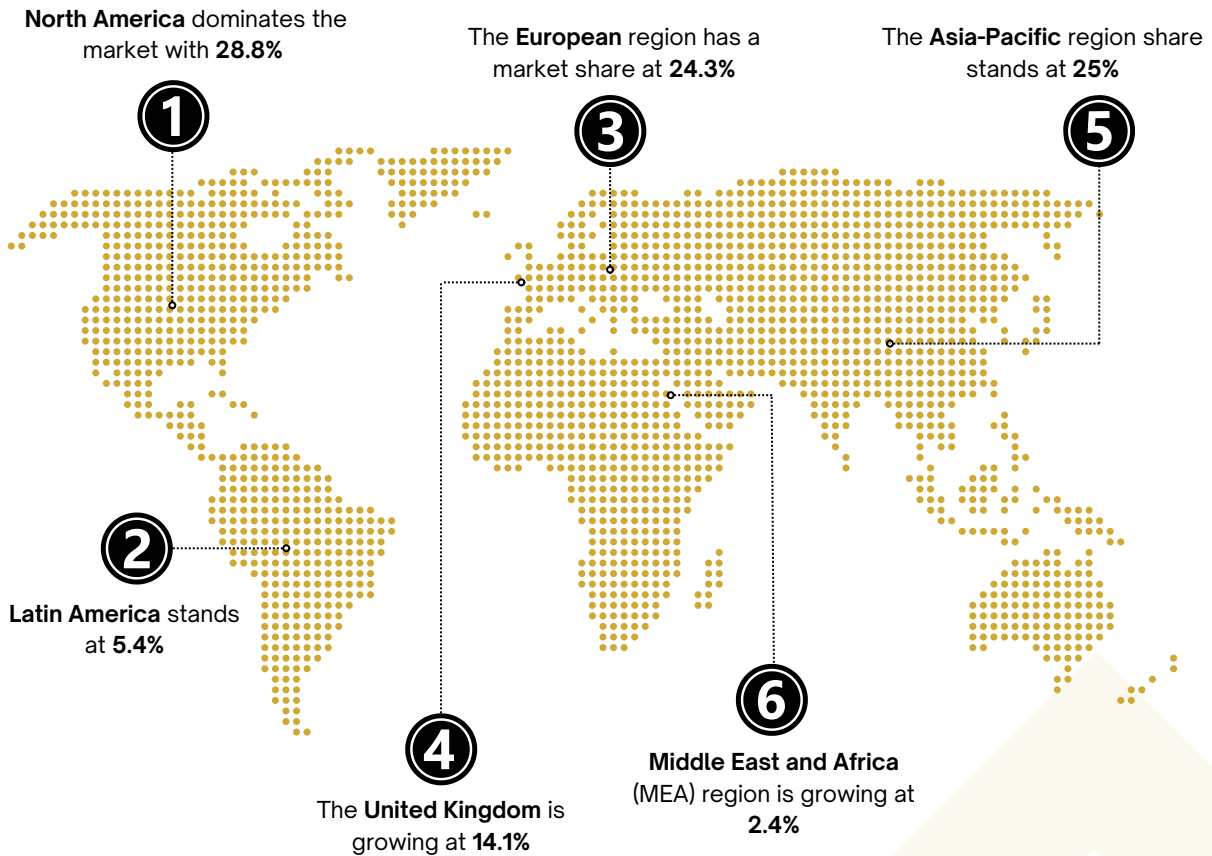 North America dominates the
market with 28.8%
1
The European region has a
market share at 24.3%
3
The Asia-Pacific region share
stands at 25%
5
2
Latin America stands
at 5.4%
4
The United Kingdom is
growing at 14.1%
6
Middle East and Africa
(MEA) region is growing at
2.4%